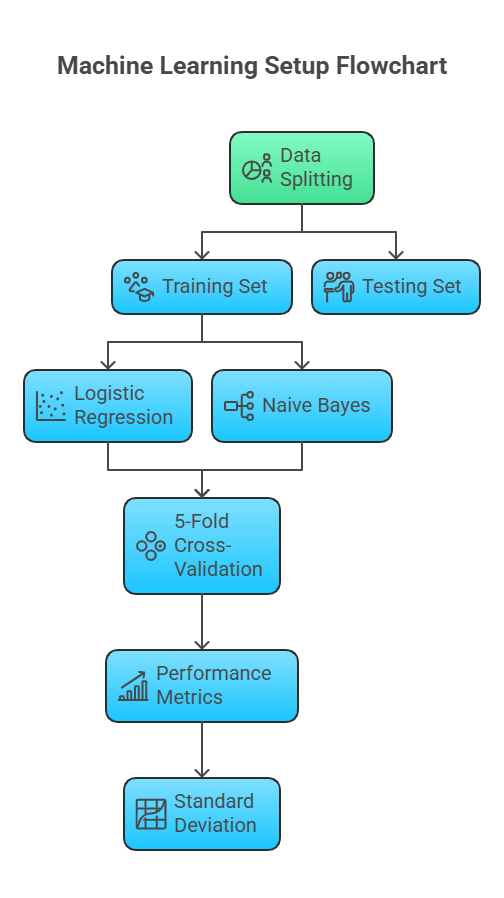 Machine Learning Setup Flowchart
Data
Splitting
Training Set
Testing Set
Logistic
Regression
Naive Bayes
5-Fold
Cross-
Validation
Performance
Metrics
Standard
Deviation